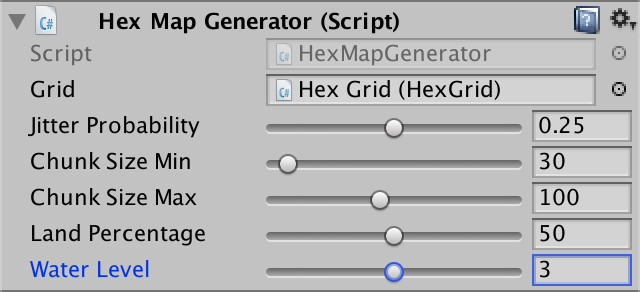 C# Hex Map Generator (Script) ?
Script C# HexMapGenerator
Grid C# Hex Grid (HexGrid)
Jitter Probability 0.25
Chunk Size Min 30
Chunk Size Max 100
Land Percentage 50
Water Level 3